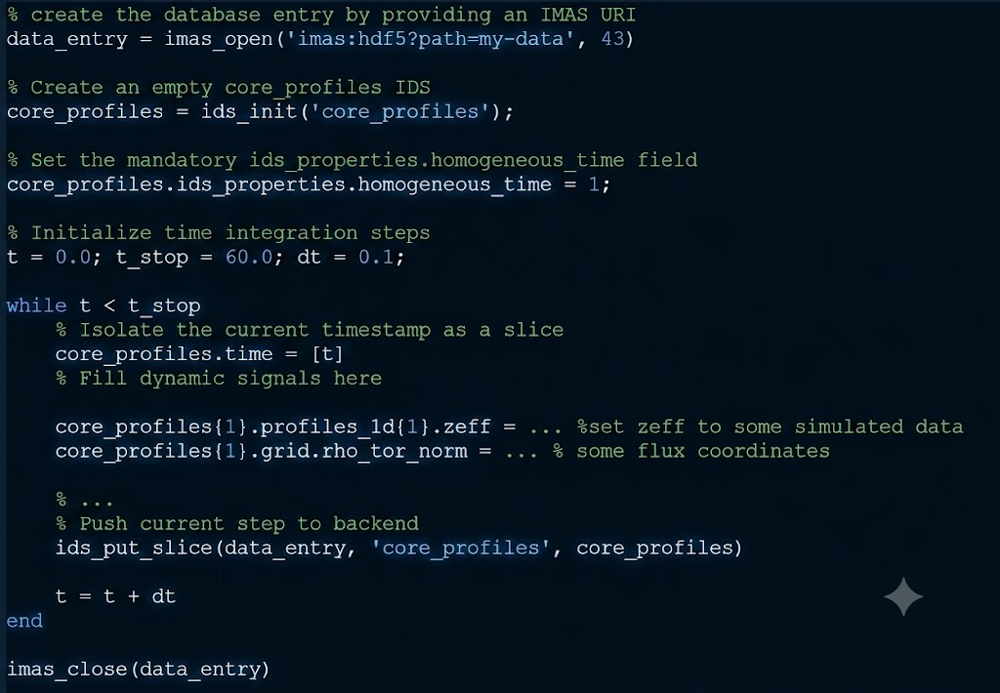 % create the database entry by providing an IMAS URI
data_entry = imas_open('imas:hdf5?path=my-data', 43)
% Create an empty core_profiles IDS
core_profiles = ids_init('core_profiles');
% Set the mandatory ids_properties.homogeneous_time field
core_profiles.ids_properties.homogeneous_time = 1;
% Initialize time integration steps
t = 0.0; t_stop = 60.0; dt = 0.1;
while t < t_stop
    % Isolate the current timestamp as a slice
    core_profiles.time = [t]
    % Fill dynamic signals here
    core_profiles{1}.profiles_1d{1}.zeff = ... %set zeff to some simulated data
    core_profiles{1}.grid.rho_tor_norm = ... % some flux coordinates
    % ...
    % Push current step to backend
    ids_put_slice(data_entry, 'core_profiles', core_profiles)
    t = t + dt
end
imas_close(data_entry)